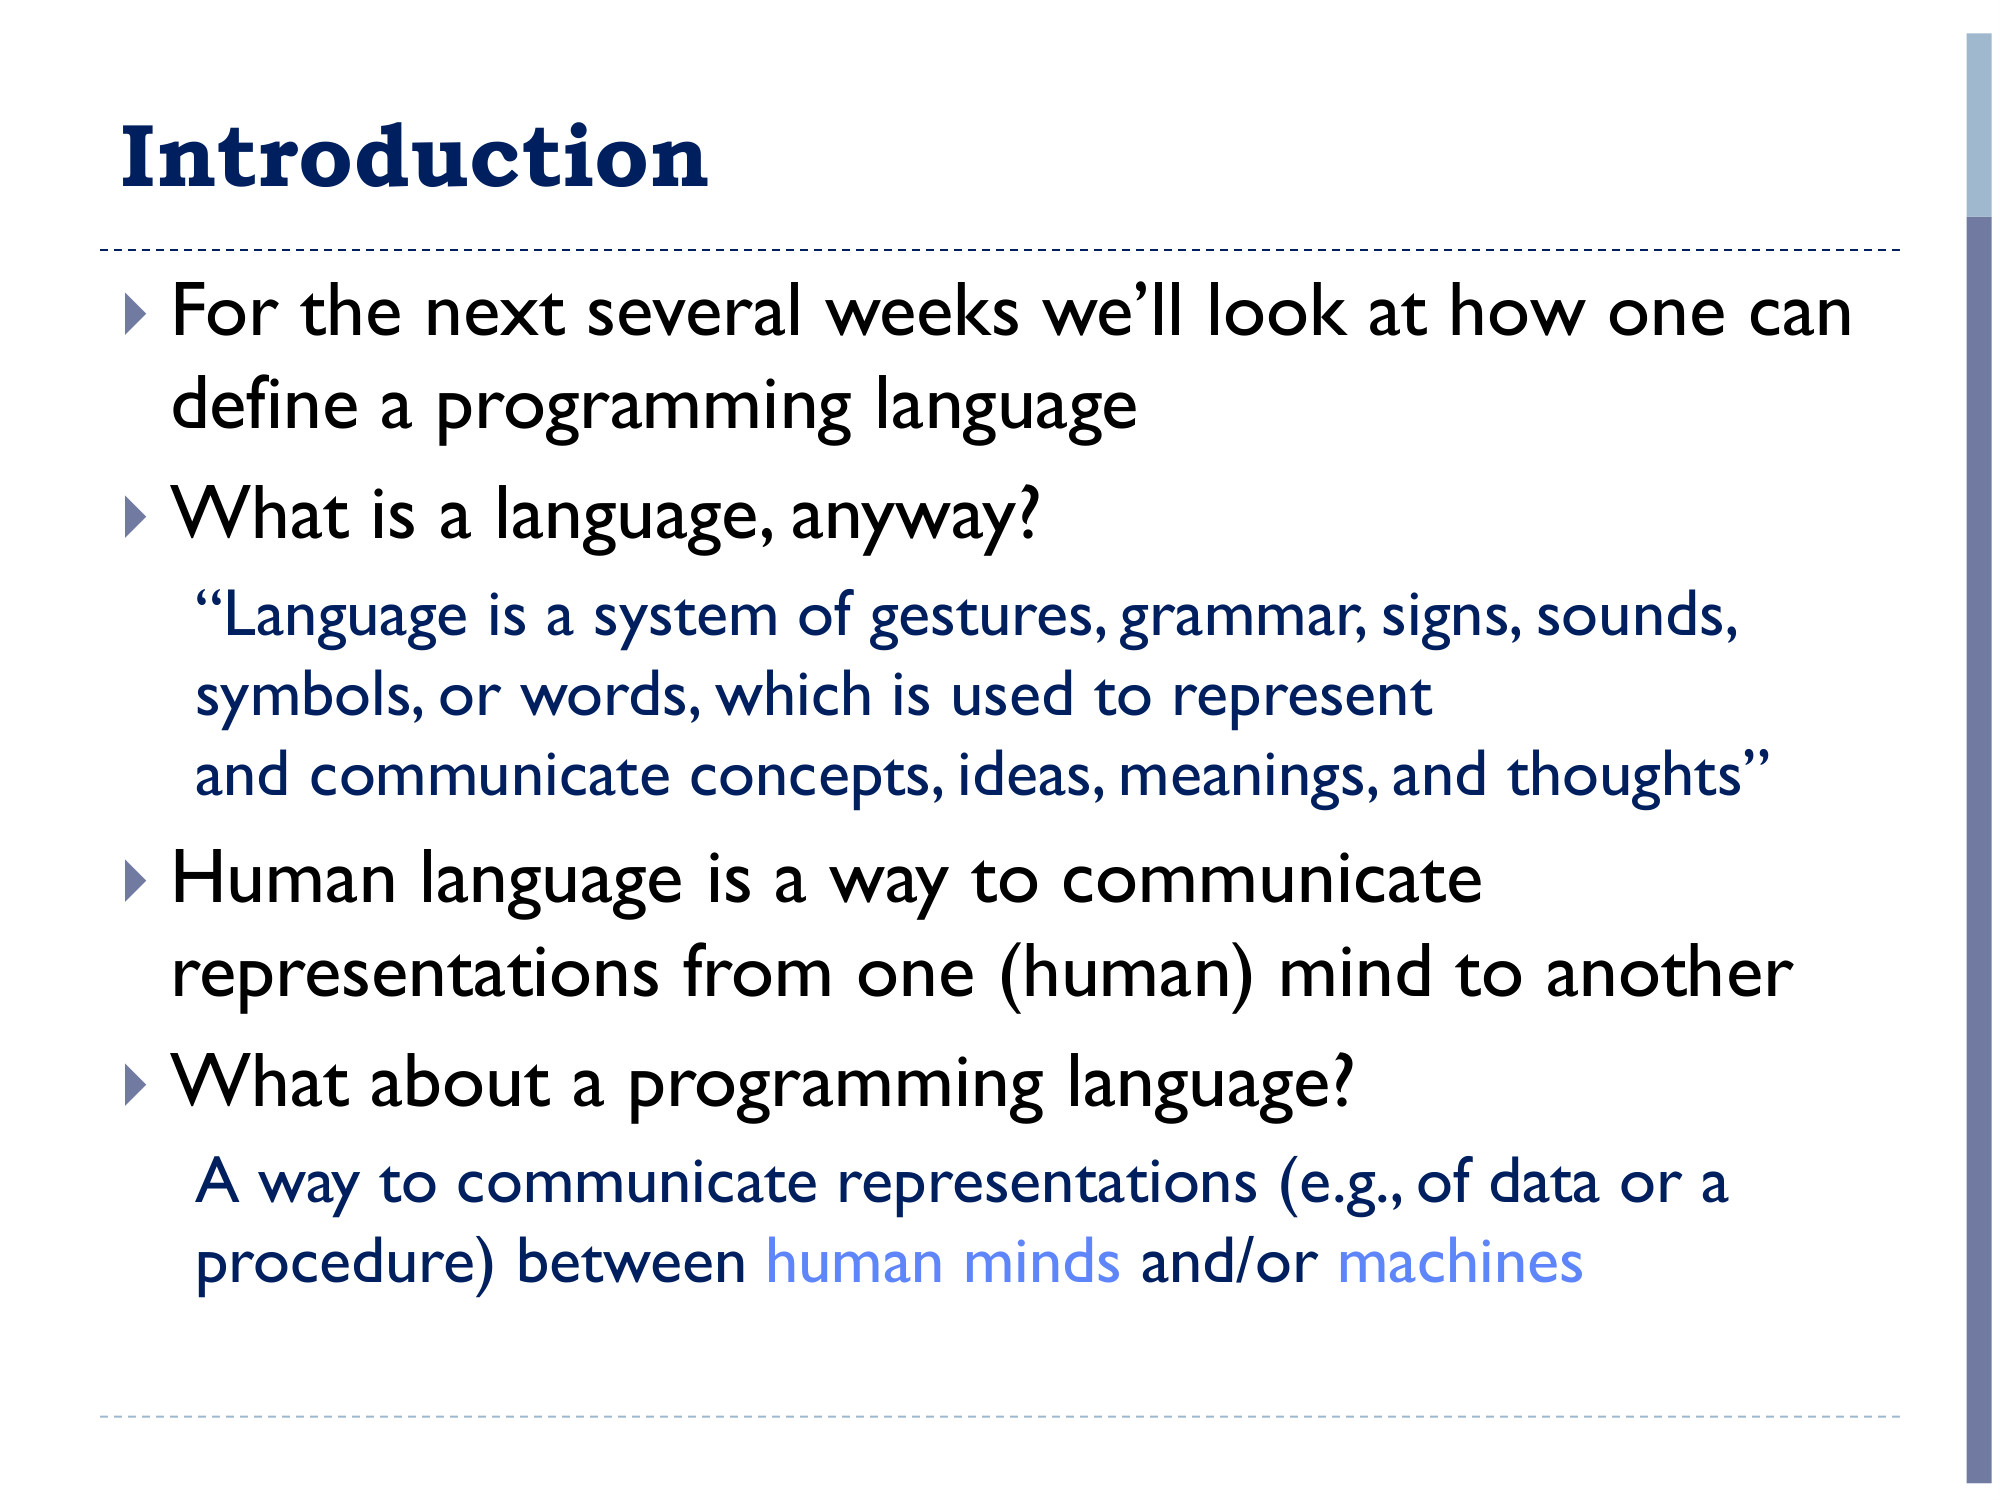 Introduction
For the next several weeks we’ll look at how one can
define a programming language
What is a language, anyway?
“Language is a system of gestures, grammar, signs, sounds,
symbols, or words, which is used to represent
and communicate concepts, ideas, meanings, and thoughts”
Human language is a way to communicate
representations from one (human) mind to another
What about a programming language?
A way to communicate representations (e.g., of data or a
procedure) between human minds and/or machines